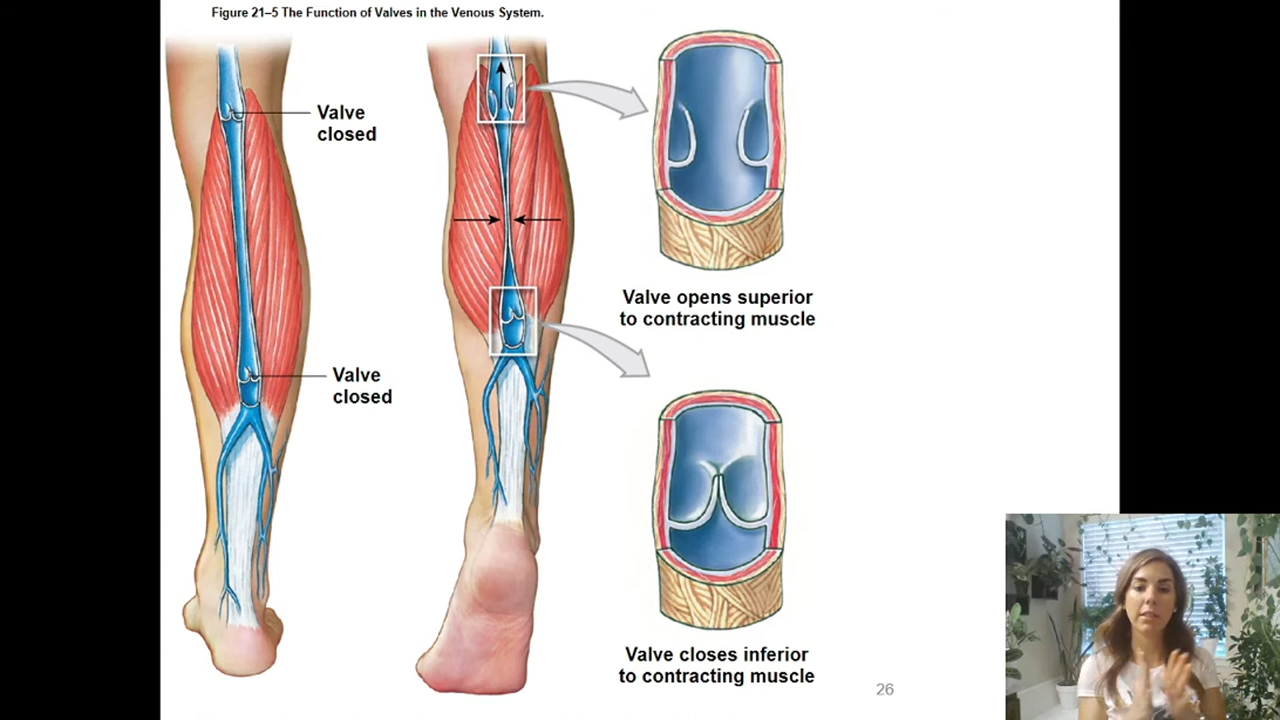 Figure 21–5 The Function of Valves in the Venous System.
Valve
closed
Valve
closed
Valve opens superior
to contracting muscle
Valve closes inferior
to contracting muscle
26